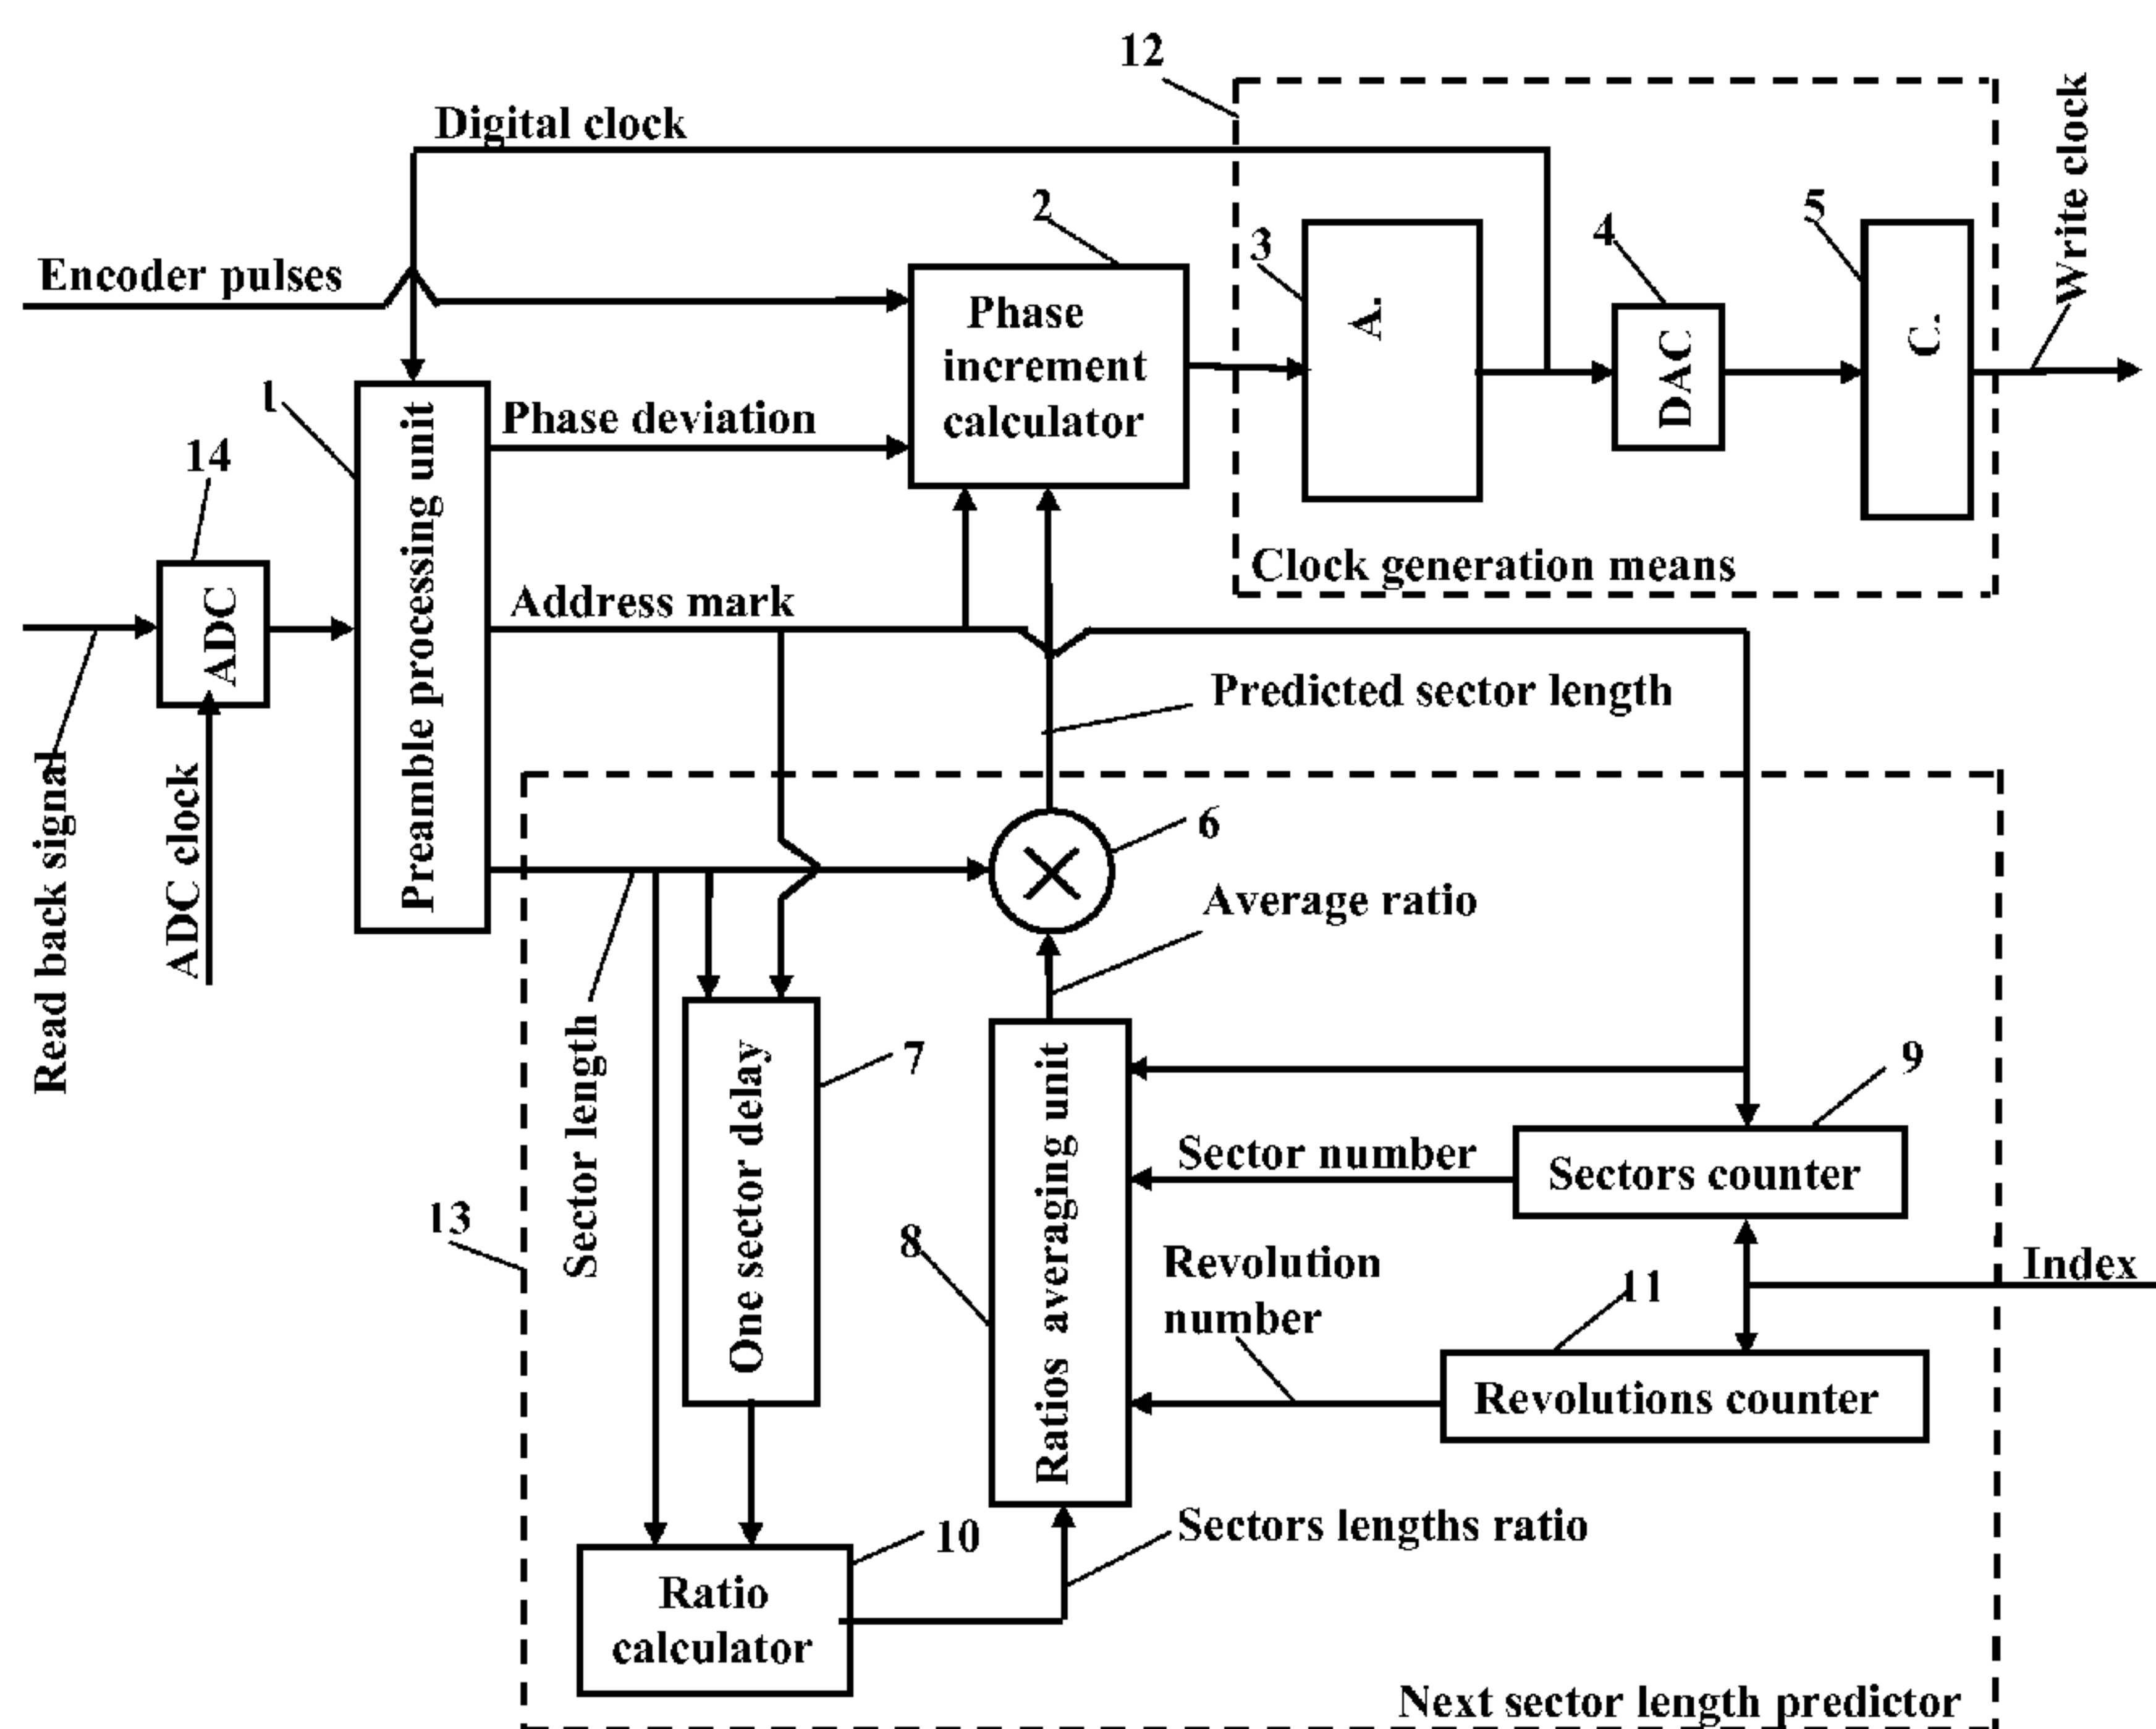 12
Digital clock
Write clock
2
3
4
5
Encoder pulses
Phase
increment
calculator
A.
DAC
C.
1
14
Phase deviation
Preamble processing unit
Clock generation means
Address mark
ADC
Read back signal
ADC clock
Predicted sector length
6
Average ratio
Sector length
One sector delay
7
Ratios averaging unit
9
Sector number
Sectors counter
13
8
Revolution
number
11
Index
Revolutions counter
10
Sectors lengths ratio
Ratio
calculator
Next sector length predictor